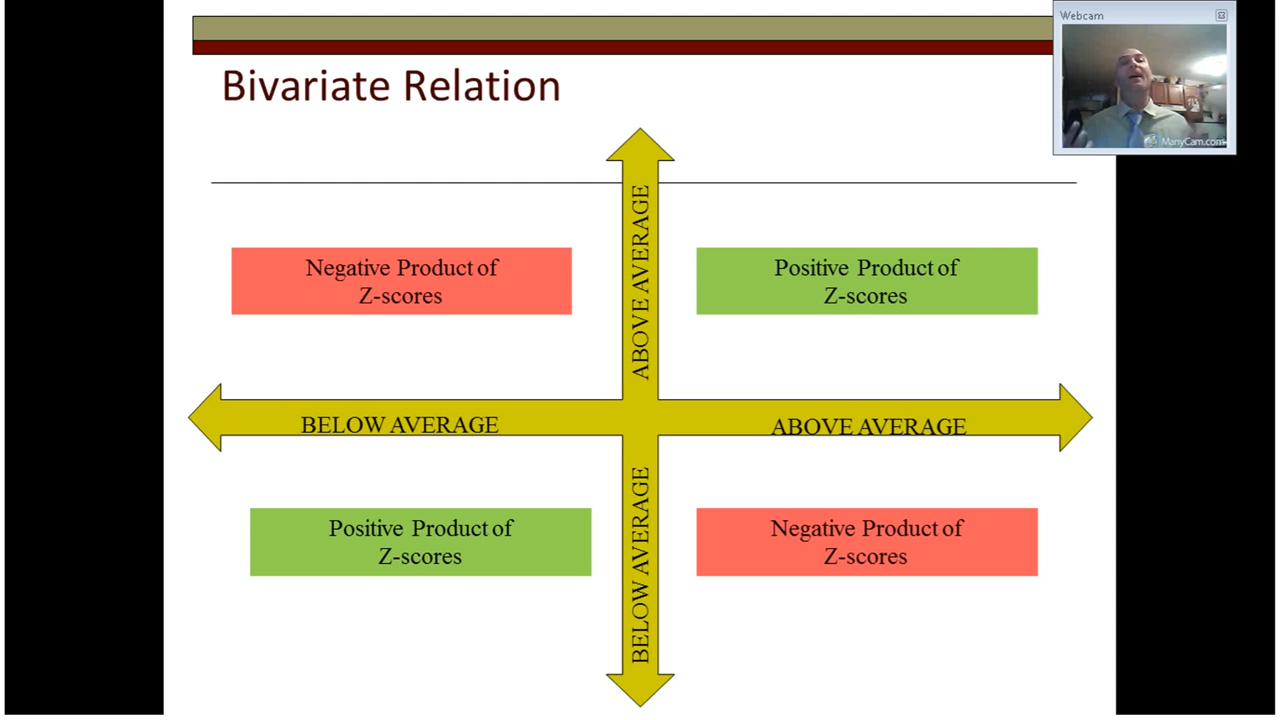 Webcam
Bivariate Relation
ManyCam.com
ABOVE AVERAGE
Negative Product of
Z-scores
Positive Product of
Z-scores
BELOW AVERAGE
ABOVE AVERAGE
Positive Product of
Z-scores
BELOW AVERAGE
Negative Product of
Z-scores